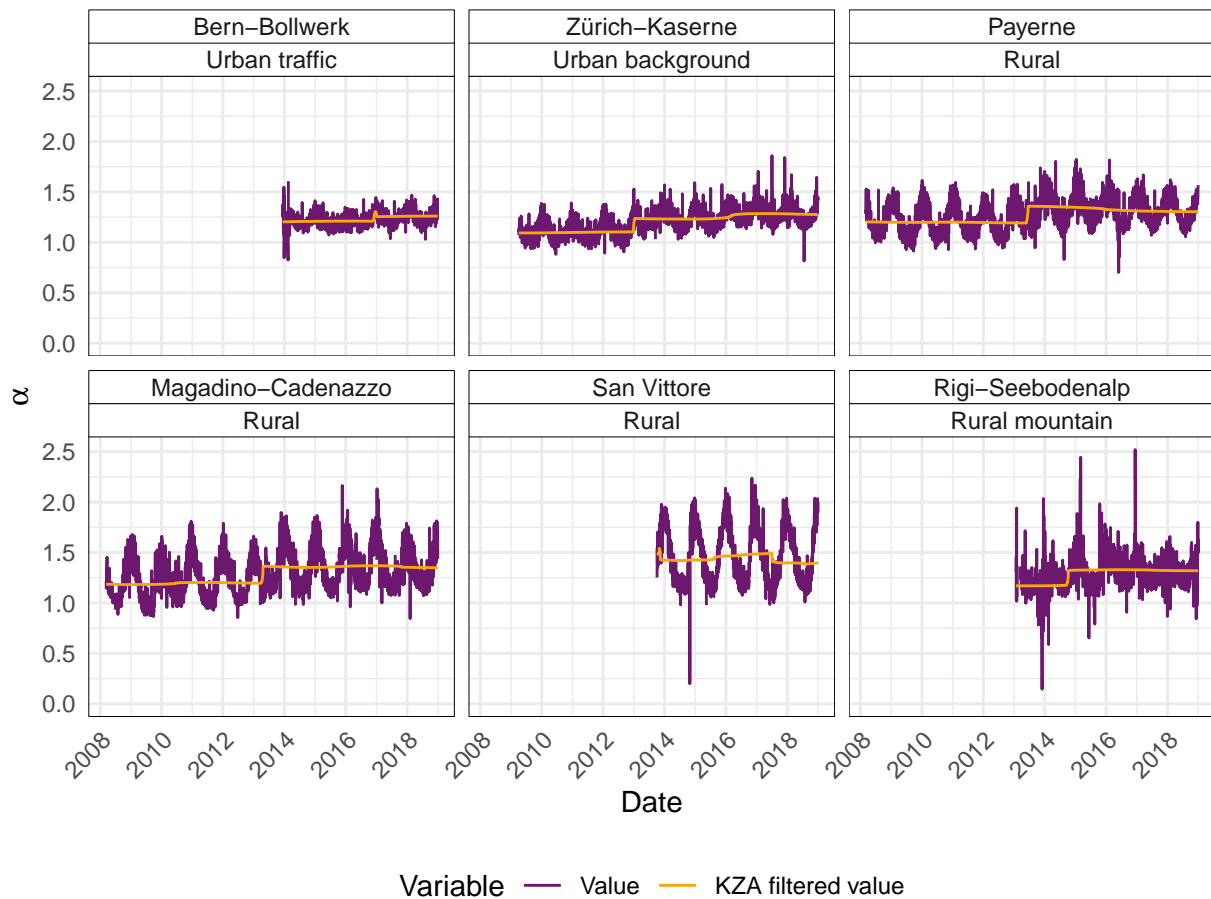 Bern−Bollwerk Zürich−Kaserne Payerne
Urban traffic Urban background Rural
2.5
2.0
1.5
1.0
0.5
0.0
α
Magadino−Cadenazzo San Vittore Rigi−Seebodenalp
Rural Rural Rural mountain
2.5
2.0
1.5
1.0
0.5
0.0
2008 2010 2012 2014 2016 2018 2008 2010 2012 2014 2016 2018 2008 2010 2012 2014 2016 2018
Date
Variable Value KZA filtered value